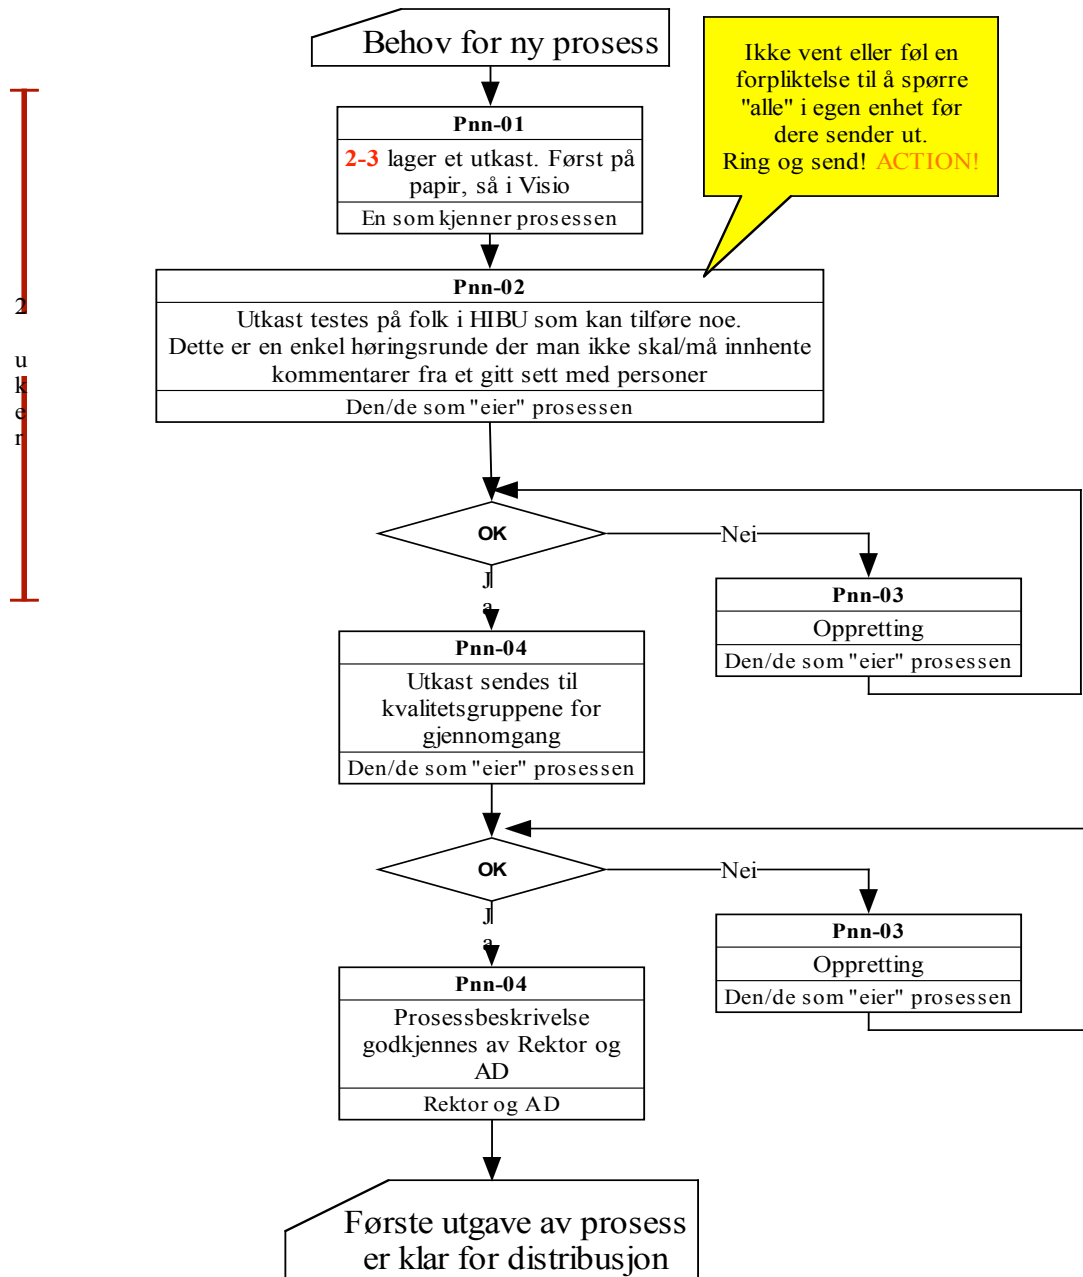 Behov for ny prosess
Ikke vent eller føl en
forpliktelse til å spørre
"alle" i egen enhet før
dere sender ut.
Ring og send! ACTION!
Pnn-01
2-3 lager et utkast. Først på
papir, så i Visio
En som kjenner prosessen
2
u
k
e
r
Pnn-02
Utkast testes på folk i HIBU som kan tilføre noe.
Dette er en enkel høringsrunde der man ikke skal/må innhente
kommentarer fra et gitt sett med personer
Den/de som "eier" prosessen
OK
Nei
J
a
Pnn-03
Oppretting
Den/de som "eier" prosessen
Pnn-04
Utkast sendes til
kvalitetsgruppene for
gjennomgang
Den/de som "eier" prosessen
OK
Nei
J
a
Pnn-03
Oppretting
Den/de som "eier" prosessen
Pnn-04
Prosessbeskrivelse
godkjennes av Rektor og
AD
Rektor og AD
Første utgave av prosess
er klar for distribusjon